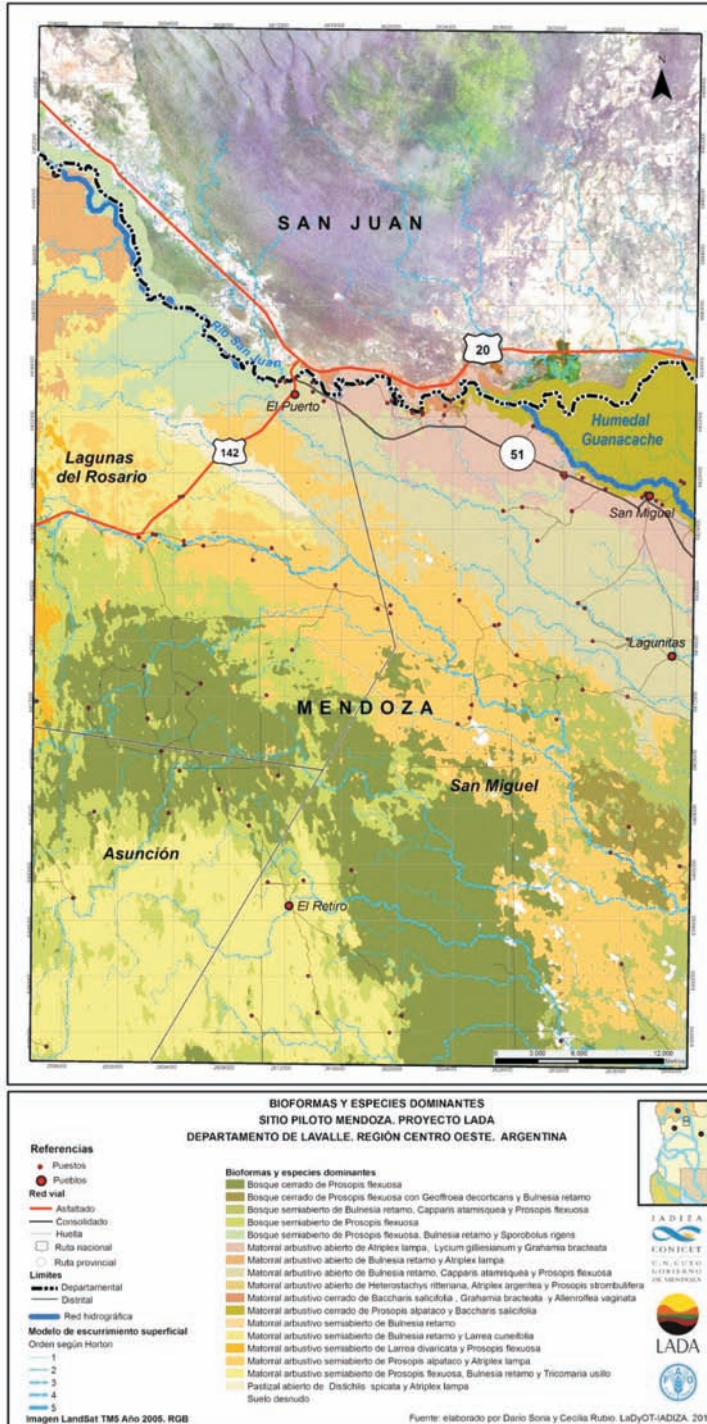 N
SAN JUAN
20
Río San Juan
El Puerto
Humedal
Guanacache
142
51
Lagunas
del Rosario
San Miguel
Lagunitas
MENDOZA
San Miguel
Asunción
El Retiro
BIOFORMAS Y ESPECIES DOMINANTES
SITIO PILOTO MENDOZA. PROYECTO LADA
DEPARTAMENTO DE LAVALLE. REGIÓN CENTRO OESTE. ARGENTINA
Referencias
Puestos
Pueblos
Red vial
Asfaltado
Consolidado
Huella
Ruta nacional
Ruta provincial
Límites
Departamental
Distrital
Red hidrográfica
Modelo de escurrimiento superficial
Orden según Horton
1
2
3
4
5
Imagen LandSat TM5 Año 2005. RGB
Bioformas y especies dominantes
Bosque cerrado de Prosopis flexuosa
Bosque cerrado de Prosopis flexuosa con Geoffroea decorticans y Bulnesia retamo
Bosque semiabierto de Bulnesia retamo, Capparis atamisquea y Prosopis flexuosa
Bosque semiabierto de Prosopis flexuosa
Bosque semiabierto de Prosopis flexuosa, Bulnesia retamo y Sporobolus rigens
Matorral arbustivo abierto de Atriplex lampa, Lycium gilliesianum y Grahamia bracteata
Matorral arbustivo abierto de Bulnesia retamo y Atriplex lampa
Matorral arbustivo abierto de Bulnesia retamo, Capparis atamisquea y Prosopis flexuosa
Matorral arbustivo abierto de Heterostachys ritteriana, Atriplex argentea y Prosopis strombulifera
Matorral arbustivo cerrado de Baccharis salicifolia , Grahamia bracteata y Allenrolfea vaginata
Matorral arbustivo cerrado de Prosopis alpataco y Baccharis salicifolia
Matorral arbustivo semiabierto de Bulnesia retamo
Matorral arbustivo semiabierto de Bulnesia retamo y Larrea cuneifolia
Matorral arbustivo semiabierto de Larrea divaricata y Prosopis flexuosa
Matorral arbustivo semiabierto de Prosopis alpataco y Atriplex lampa
Matorral arbustivo semiabierto de Prosopis flexuosa, Bulnesia retamo y Tricomaria usillo
Pastizal abierto de Distichlis spicata y Atriplex lampa
Suelo desnudo
IADIZA
CONICET
U.N.CUYO
GOBIERNO
DE MENDOZA
LADA
FAO
Fuente: elaborado por Darío Soria y Cecilia Rubio. LaDyOT-IADIZA. 201